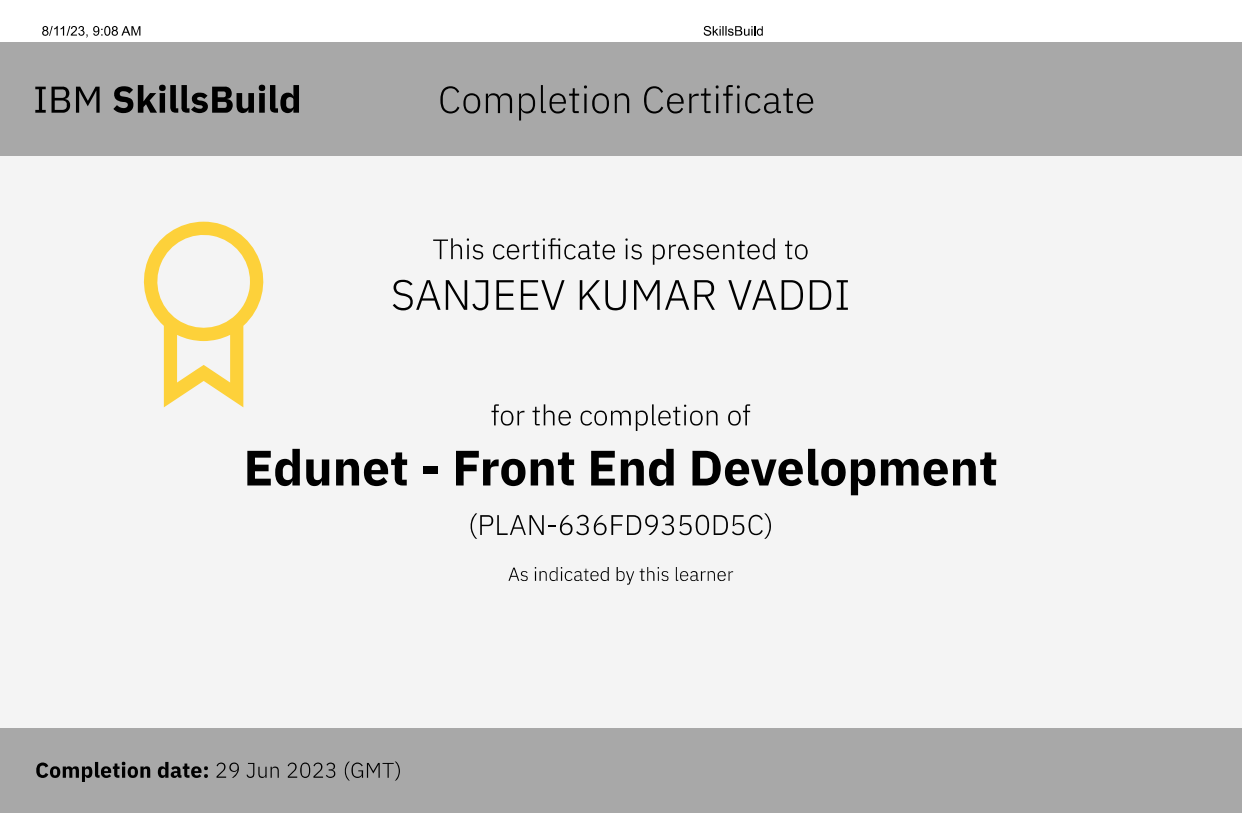 8/11/23, 9:08 AM SkillsBuild
IBM SkillsBuild Completion Certificate
This certificate is presented to
SANJEEV KUMAR VADDI
for the completion of
Edunet - Front End Development
(PLAN-636FD9350D5C)
As indicated by this learner
Completion date: 29 Jun 2023 (GMT)